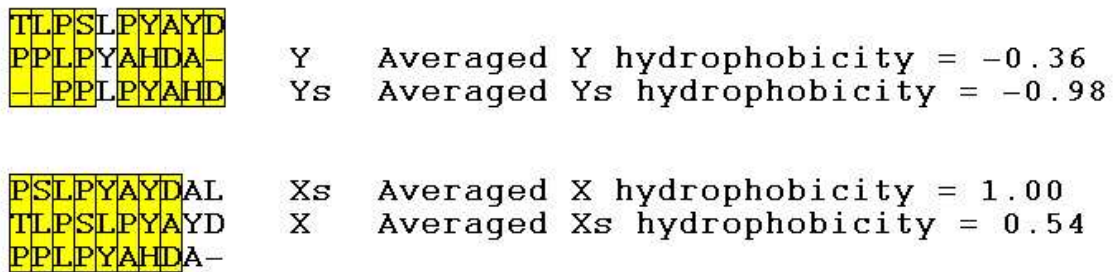 TLPSLPYAYD
PPLPYAHDA- Y Averaged Y hydrophobicity = -0.36
--PPLPYAHD Ys Averaged Ys hydrophobicity = -0.98
PSLPYAYDAL Xs Averaged X hydrophobicity = 1.00
TLPSLPYAYD X Averaged Xs hydrophobicity = 0.54
PPLPYAHDA-